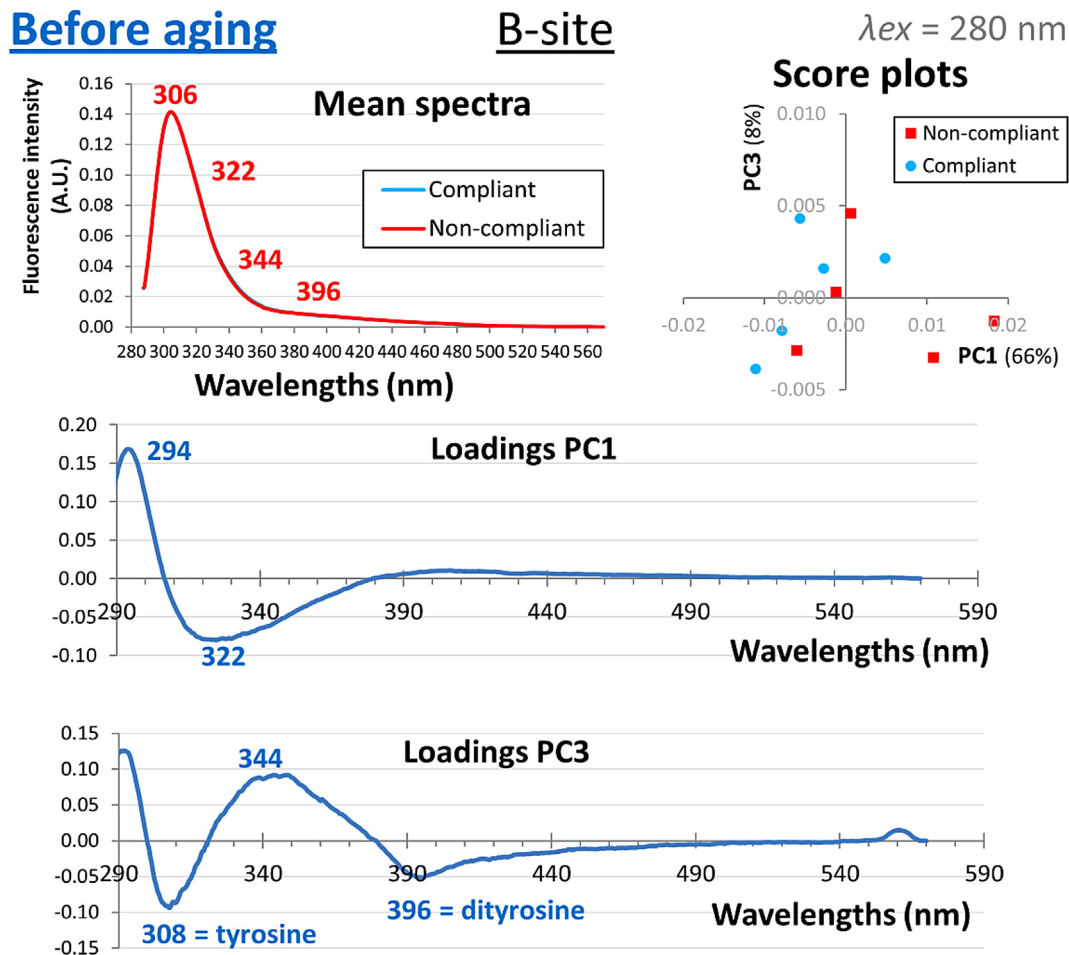 Before aging
B-site
λex = 280 nm
Mean spectra
Fluorescence intensity
(A.U.)
0.16
0.14
0.12
0.10
0.08
0.06
0.04
0.02
0.00
306
322
344
396
Compliant
Non-compliant
280 300 320 340 360 380 400 420 440 460 480 500 520 540 560
Wavelengths (nm)
Score plots
PC3 (8%)
0.010
0.005
0.000
-0.005
Non-compliant
Compliant
-0.02 -0.01 0.00 0.01 0.02
PC1 (66%)
Loadings PC1
0.20
0.15
0.10
0.05
0.00
-0.05
-0.10
294
322
290 340 390 440 490 540 590
Wavelengths (nm)
Loadings PC3
0.15
0.10
0.05
0.00
-0.05
-0.10
-0.15
344
290 340 390 440 490 540 590
396 = dityrosine
308 = tyrosine
Wavelengths (nm)